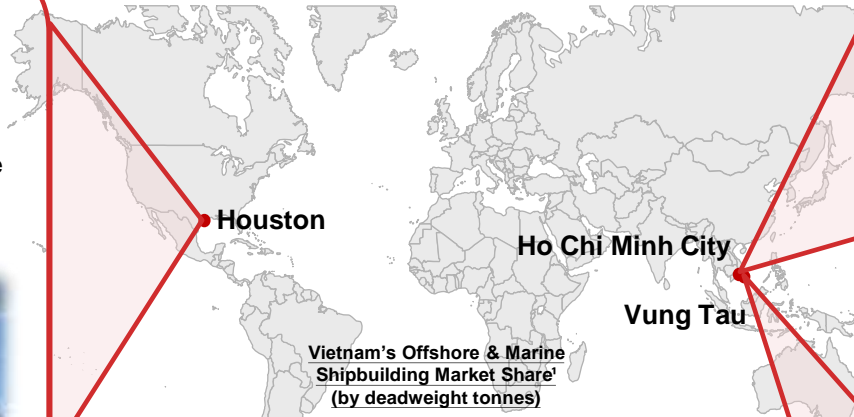 Houston
Ho Chi Minh City
Vung Tau
Vietnam's Offshore & Marine
Shipbuilding Market Share¹
(by deadweight tonnes)